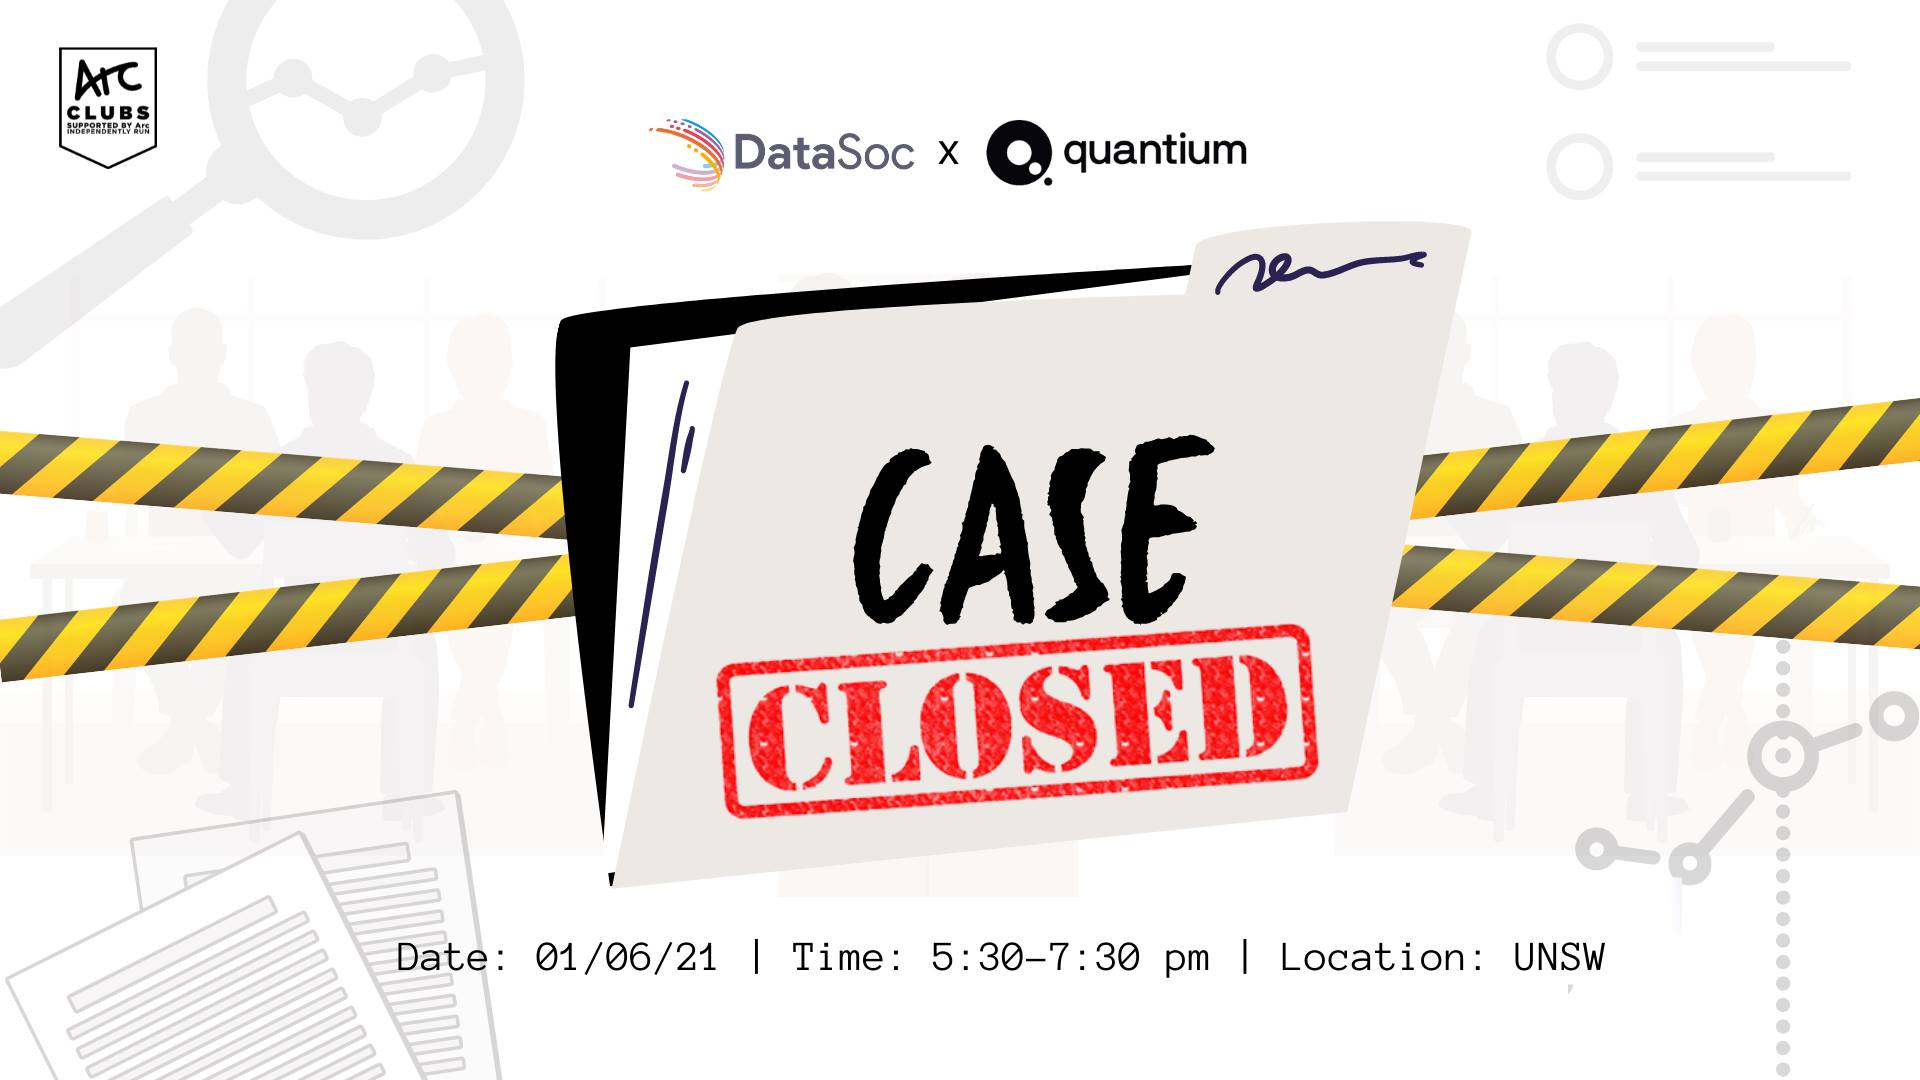 Arc
CLUBS
SUPPORTED BY Arc
INDEPENDENTLY RUN
DataSoc x quantium
CASE
CLOSED
Date: 01/06/21 | Time: 5:30-7:30 pm | Location: UNSW